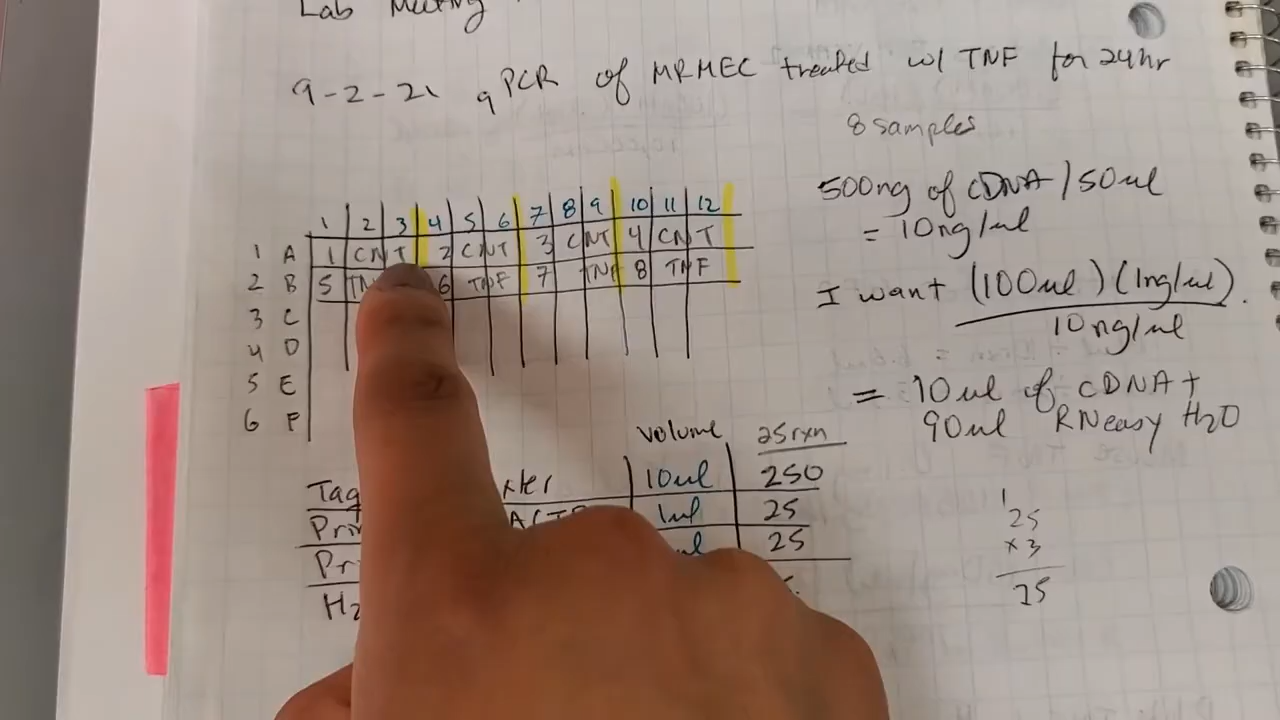 Lab Meeting
9-2-21 qPCR of MRMEC treated w/ TNF for 24hr
8 samples
1 2 3 4 5 6 7 8 9 10 11 12
1 A 1 CNT 2 CNT 3 CNT 4 CNT
2 B 5 6 TNF 7 TNF 8 TNF
3 C
4 D
5 E
6 F
500ng of cDNA / 50ul
= 10ng/ul
I want (100ul)(1ng/ul)
10ng/ul
= 10ul of cDNA +
90ul RNeasy H2O
volume 25rxn
10ul 250
1ul 25
25
1
25
x3
75